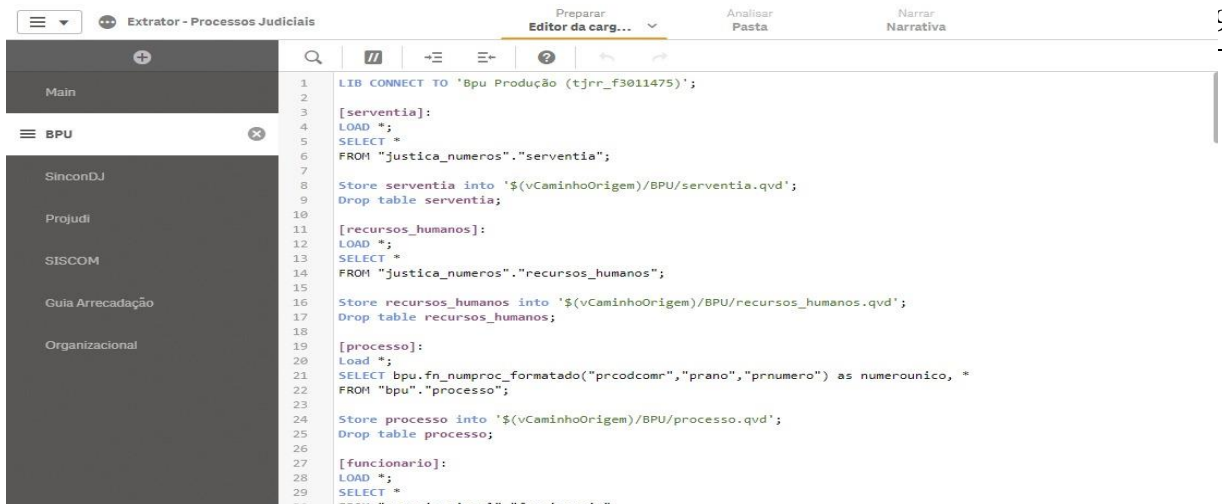 Extrator - Processos Judiciais
Preparar
Editor da carg...
Analisar
Pasta
Narrar
Narrativa
Main
BPU
SinconDJ
Projudi
SISCOM
Guia Arrecadação
Organizacional
1 LIB CONNECT TO 'Bpu Produção (tjrr_f3011475)';
2
3 [serventia]:
4 LOAD *;
5 SELECT *
6 FROM "justica_numeros"."serventia";
7
8 Store serventia into '$(vCaminhoOrigem)/BPU/serventia.qvd';
9 Drop table serventia;
10
11 [recursos_humanos]:
12 LOAD *;
13 SELECT *
14 FROM "justica_numeros"."recursos_humanos";
15
16 Store recursos_humanos into '$(vCaminhoOrigem)/BPU/recursos_humanos.qvd';
17 Drop table recursos_humanos;
18
19 [processo]:
20 Load *;
21 SELECT bpu.fn_numproc_formatado("prcodcomr","prano","prnumero") as numerounico, *
22 FROM "bpu"."processo";
23
24 Store processo into '$(vCaminhoOrigem)/BPU/processo.qvd';
25 Drop table processo;
26
27 [funcionario]:
28 LOAD *;
29 SELECT *